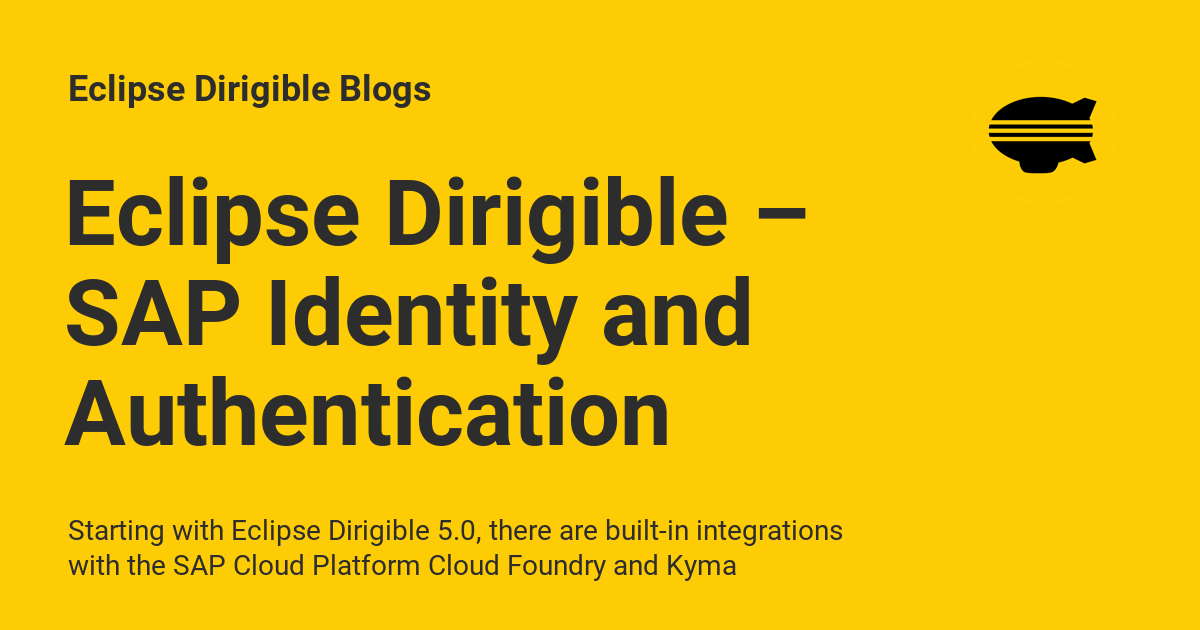 Eclipse Dirigible Blogs
Eclipse Dirigible –
SAP Identity and
Authentication
Starting with Eclipse Dirigible 5.0, there are built-in integrations
with the SAP Cloud Platform Cloud Foundry and Kyma